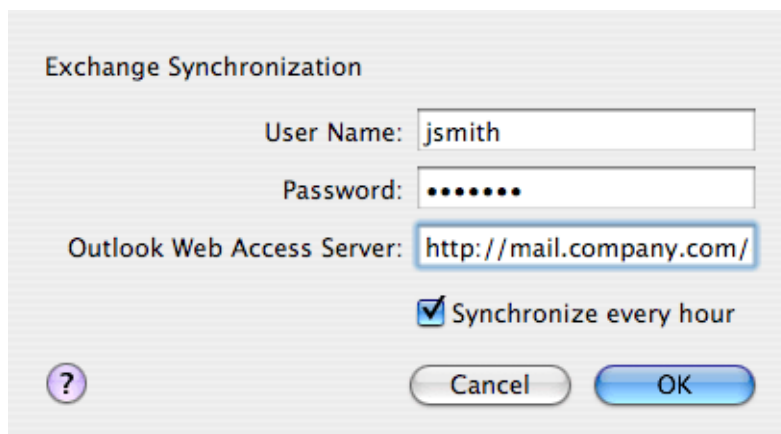 Exchange Synchronization
User Name: jsmith
Password: •••••••
Outlook Web Access Server: http://mail.company.com/
Synchronize every hour
? Cancel OK